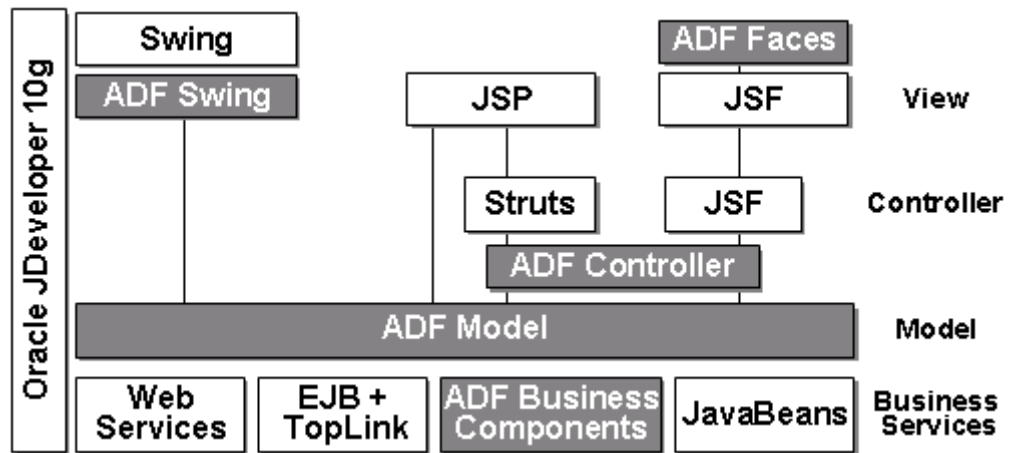 Oracle JDeveloper 10g
Swing
ADF Faces
ADF Swing
JSP
JSF
View
Struts
JSF
Controller
ADF Controller
ADF Model
Model
Web
Services
EJB +
TopLink
ADF Business
Components
JavaBeans
Business
Services